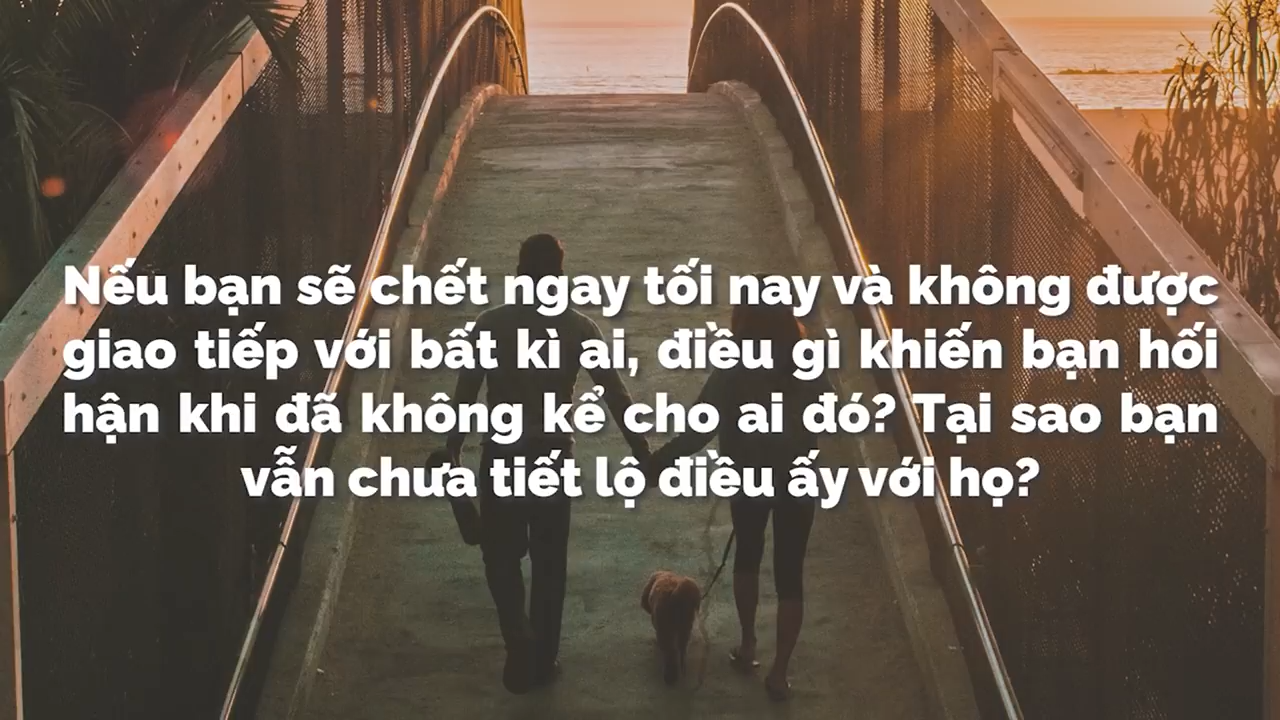 Nếu bạn sẽ chết ngay tối nay và không được
giao tiếp với bất kì ai, điều gì khiến bạn hối
hận khi đã không kể cho ai đó? Tại sao bạn
vẫn chưa tiết lộ điều ấy với họ?